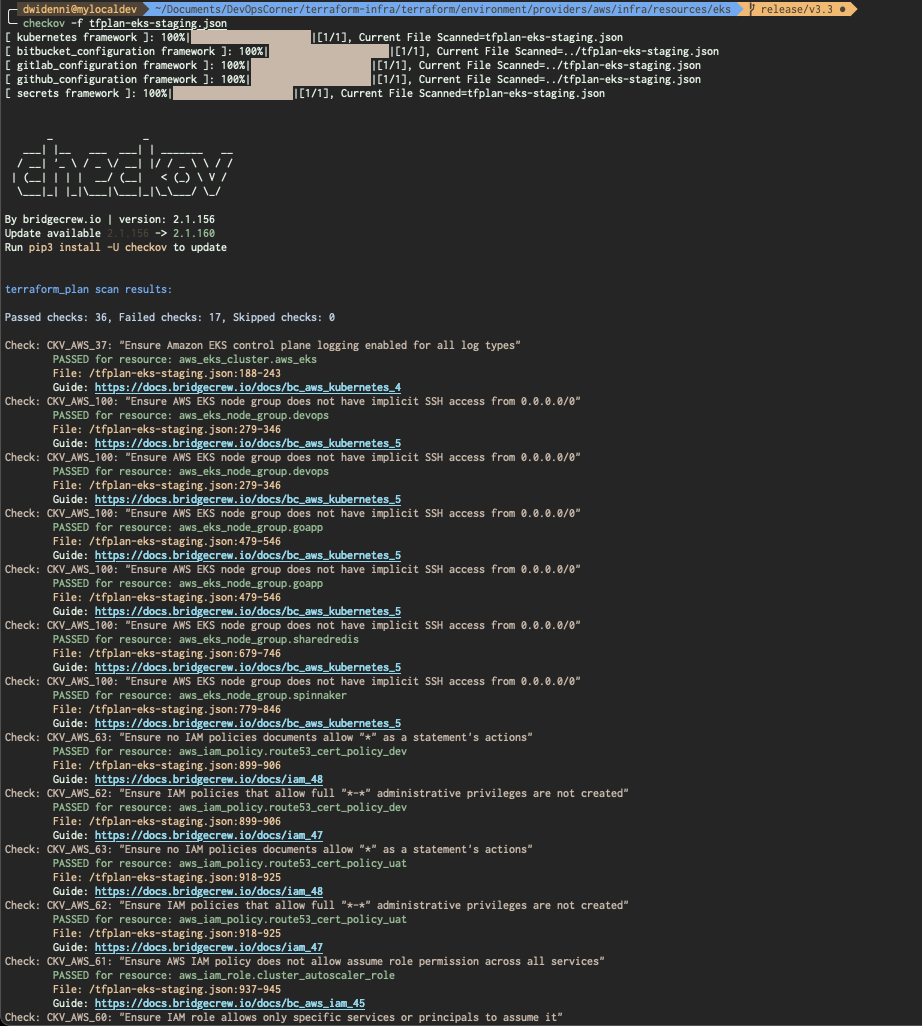 dwidenni@mylocaldev ~/Documents/DevOpsCorner/terraform-infra/terraform/environment/providers/aws/infra/resources/eks release/v3.3 ●
checkov -f tfplan-eks-staging.json
[ kubernetes framework ]: 100%| |[1/1], Current File Scanned=tfplan-eks-staging.json
[ bitbucket_configuration framework ]: 100%| |[1/1], Current File Scanned=../tfplan-eks-staging.json
[ gitlab_configuration framework ]: 100%| |[1/1], Current File Scanned=../tfplan-eks-staging.json
[ github_configuration framework ]: 100%| |[1/1], Current File Scanned=../tfplan-eks-staging.json
[ secrets framework ]: 100%| |[1/1], Current File Scanned=tfplan-eks-staging.json
checkov
By bridgecrew.io | version: 2.1.156
Update available 2.1.156 -> 2.1.160
Run pip3 install -U checkov to update
terraform_plan scan results:
Passed checks: 36, Failed checks: 17, Skipped checks: 0
Check: CKV_AWS_37: "Ensure Amazon EKS control plane logging enabled for all log types"
PASSED for resource: aws_eks_cluster.aws_eks
File: /tfplan-eks-staging.json:188-243
Guide: https://docs.bridgecrew.io/docs/bc_aws_kubernetes_4
Check: CKV_AWS_100: "Ensure AWS EKS node group does not have implicit SSH access from 0.0.0.0/0"
PASSED for resource: aws_eks_node_group.devops
File: /tfplan-eks-staging.json:279-346
Guide: https://docs.bridgecrew.io/docs/bc_aws_kubernetes_5
Check: CKV_AWS_100: "Ensure AWS EKS node group does not have implicit SSH access from 0.0.0.0/0"
PASSED for resource: aws_eks_node_group.devops
File: /tfplan-eks-staging.json:279-346
Guide: https://docs.bridgecrew.io/docs/bc_aws_kubernetes_5
Check: CKV_AWS_100: "Ensure AWS EKS node group does not have implicit SSH access from 0.0.0.0/0"
PASSED for resource: aws_eks_node_group.goapp
File: /tfplan-eks-staging.json:479-546
Guide: https://docs.bridgecrew.io/docs/bc_aws_kubernetes_5
Check: CKV_AWS_100: "Ensure AWS EKS node group does not have implicit SSH access from 0.0.0.0/0"
PASSED for resource: aws_eks_node_group.goapp
File: /tfplan-eks-staging.json:479-546
Guide: https://docs.bridgecrew.io/docs/bc_aws_kubernetes_5
Check: CKV_AWS_100: "Ensure AWS EKS node group does not have implicit SSH access from 0.0.0.0/0"
PASSED for resource: aws_eks_node_group.sharedredis
File: /tfplan-eks-staging.json:679-746
Guide: https://docs.bridgecrew.io/docs/bc_aws_kubernetes_5
Check: CKV_AWS_100: "Ensure AWS EKS node group does not have implicit SSH access from 0.0.0.0/0"
PASSED for resource: aws_eks_node_group.spinnaker
File: /tfplan-eks-staging.json:779-846
Guide: https://docs.bridgecrew.io/docs/bc_aws_kubernetes_5
Check: CKV_AWS_63: "Ensure no IAM policies documents allow "*" as a statement's actions"
PASSED for resource: aws_iam_policy.route53_cert_policy_dev
File: /tfplan-eks-staging.json:899-906
Guide: https://docs.bridgecrew.io/docs/iam_48
Check: CKV_AWS_62: "Ensure IAM policies that allow full "*-*" administrative privileges are not created"
PASSED for resource: aws_iam_policy.route53_cert_policy_dev
File: /tfplan-eks-staging.json:899-906
Guide: https://docs.bridgecrew.io/docs/iam_47
Check: CKV_AWS_63: "Ensure no IAM policies documents allow "*" as a statement's actions"
PASSED for resource: aws_iam_policy.route53_cert_policy_uat
File: /tfplan-eks-staging.json:918-925
Guide: https://docs.bridgecrew.io/docs/iam_48
Check: CKV_AWS_62: "Ensure IAM policies that allow full "*-*" administrative privileges are not created"
PASSED for resource: aws_iam_policy.route53_cert_policy_uat
File: /tfplan-eks-staging.json:918-925
Guide: https://docs.bridgecrew.io/docs/iam_47
Check: CKV_AWS_61: "Ensure AWS IAM policy does not allow assume role permission across all services"
PASSED for resource: aws_iam_role.cluster_autoscaler_role
File: /tfplan-eks-staging.json:937-945
Guide: https://docs.bridgecrew.io/docs/bc_aws_iam_45
Check: CKV_AWS_60: "Ensure IAM role allows only specific services or principals to assume it"